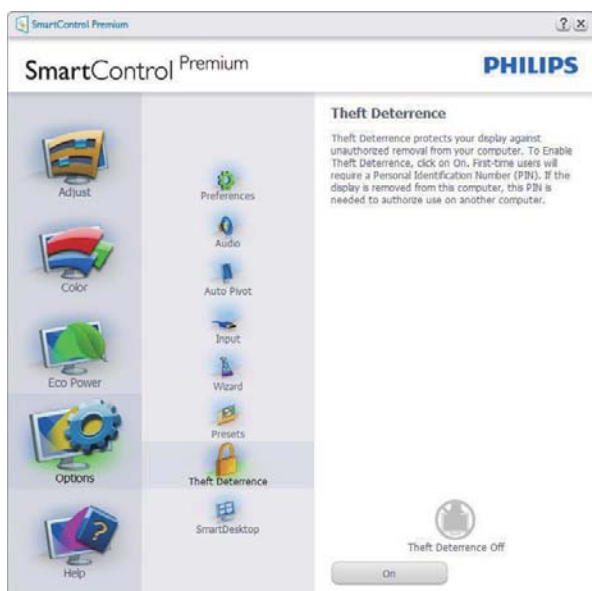 SmartControl Premium
SmartControl Premium
PHILIPS
Adjust
Color
Eco Power
Options
Help
Preferences
Audio
Auto Pivot
Input
Wizard
Presets
Theft Deterrence
SmartDesktop
Theft Deterrence
Theft Deterrence protects your display against
unauthorized removal from your computer. To Enable
Theft Deterrence, click on On. First-time users will
require a Personal Identification Number (PIN). If the
display is removed from this computer, this PIN is
needed to authorize use on another computer.
Theft Deterrence Off
On